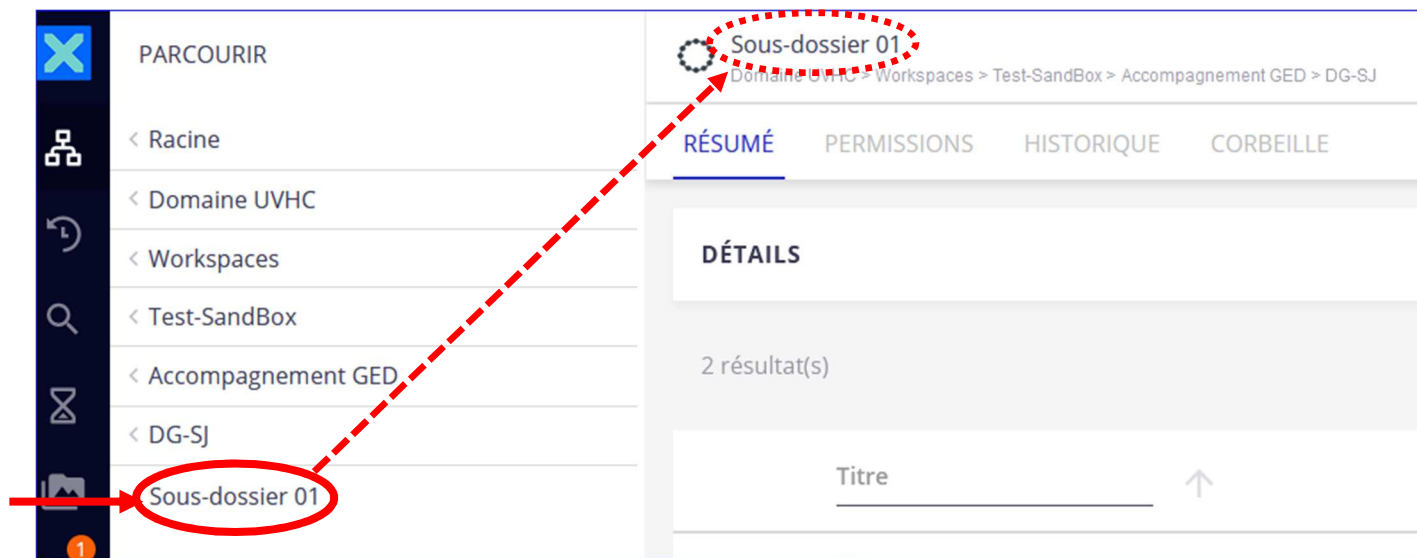 PARCOURIR
Racine
Domaine UVHC
Workspaces
Test-SandBox
Accompagnement GED
DG-SJ
Sous-dossier 01
1
Sous-dossier 01
Domaine UVHC > Workspaces > Test-SandBox > Accompagnement GED > DG-SJ
RÉSUMÉ PERMISSIONS HISTORIQUE CORBEILLE
DÉTAILS
2 résultat(s)
Titre